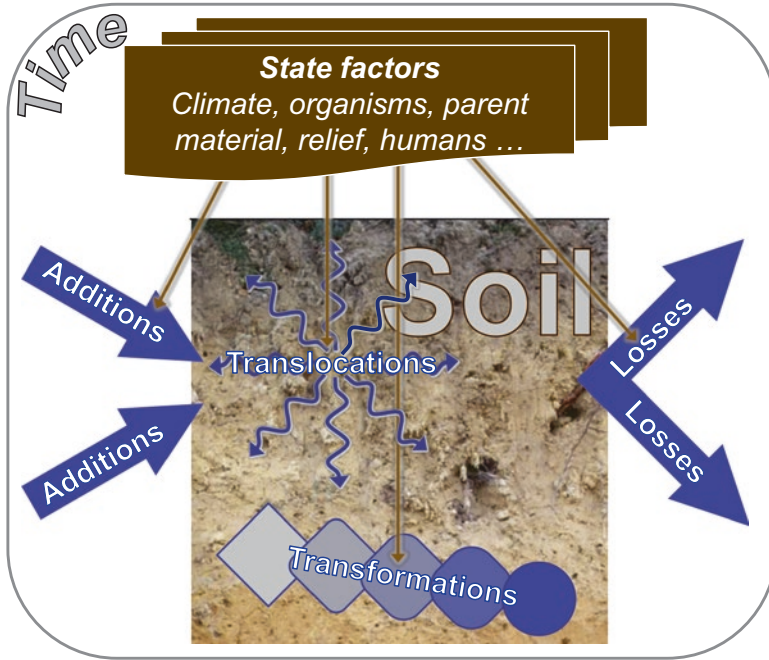 Time
State factors
Climate, organisms, parent
material, relief, humans ...
Soil
Additions
Translocations
Losses
Additions
Losses
Transformations